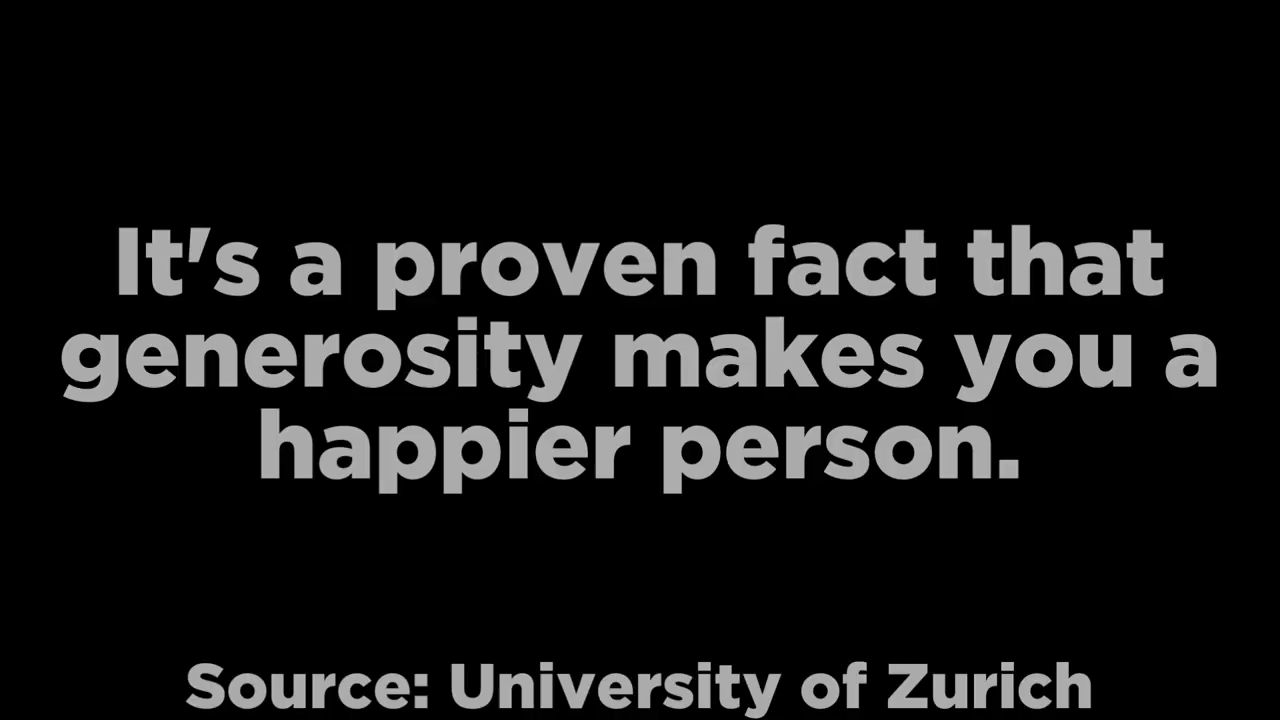 It's a proven fact that
generosity makes you a
happier person.
Source: University of Zurich